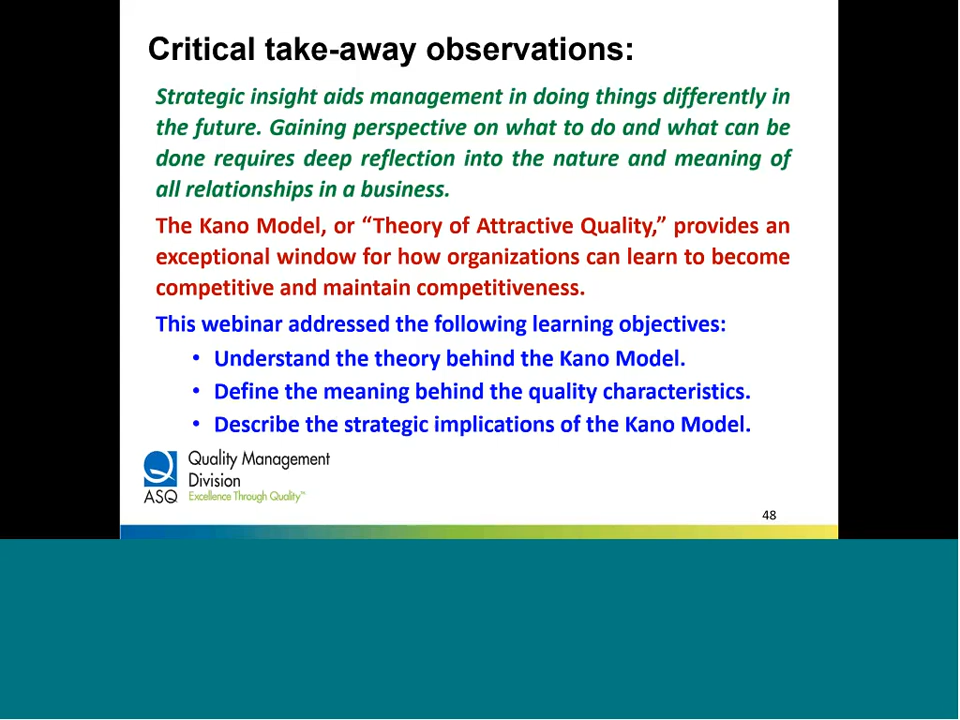 Critical take-away observations:
Strategic insight aids management in doing things differently in
the future. Gaining perspective on what to do and what can be
done requires deep reflection into the nature and meaning of
all relationships in a business.
The Kano Model, or “Theory of Attractive Quality,” provides an
exceptional window for how organizations can learn to become
competitive and maintain competitiveness.
This webinar addressed the following learning objectives:
• Understand the theory behind the Kano Model.
• Define the meaning behind the quality characteristics.
• Describe the strategic implications of the Kano Model.
Quality Management
Division
ASQ Excellence Through Quality™
48